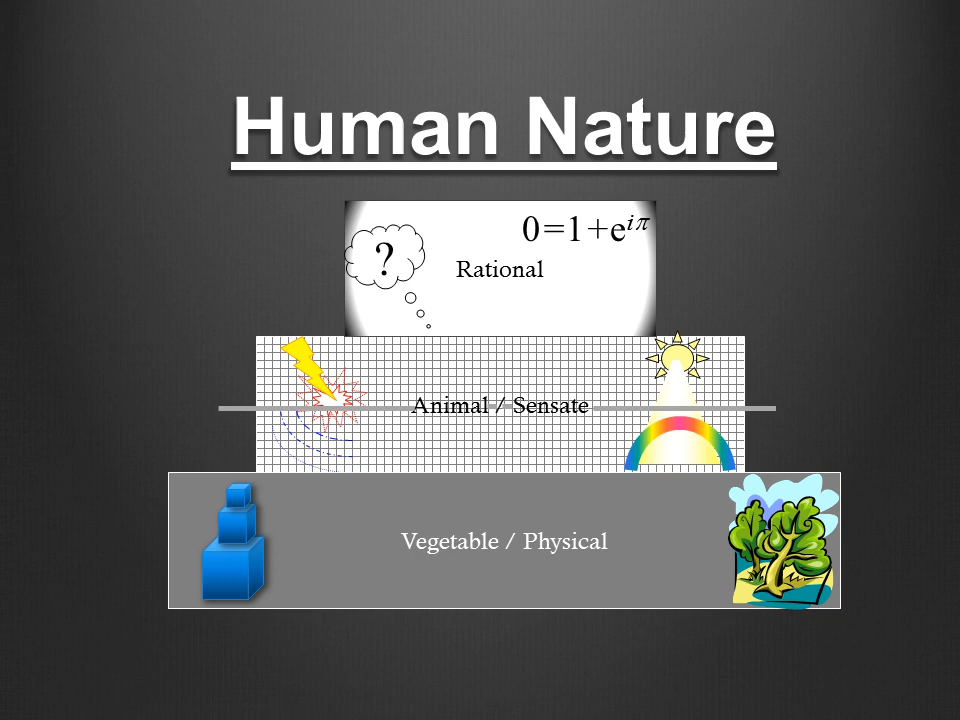 Human Nature
0=1+e^{iπ}
?
Rational
Animal / Sensate
Vegetable / Physical